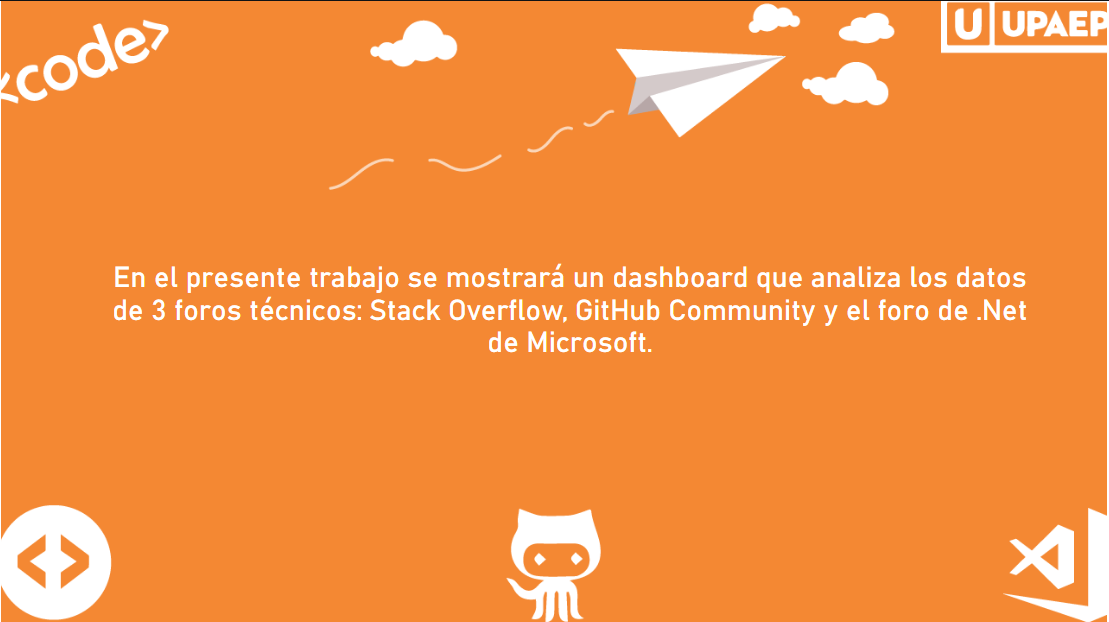 <code>
U UPAEP
En el presente trabajo se mostrará un dashboard que analiza los datos
de 3 foros técnicos: Stack Overflow, GitHub Community y el foro de .Net
de Microsoft.